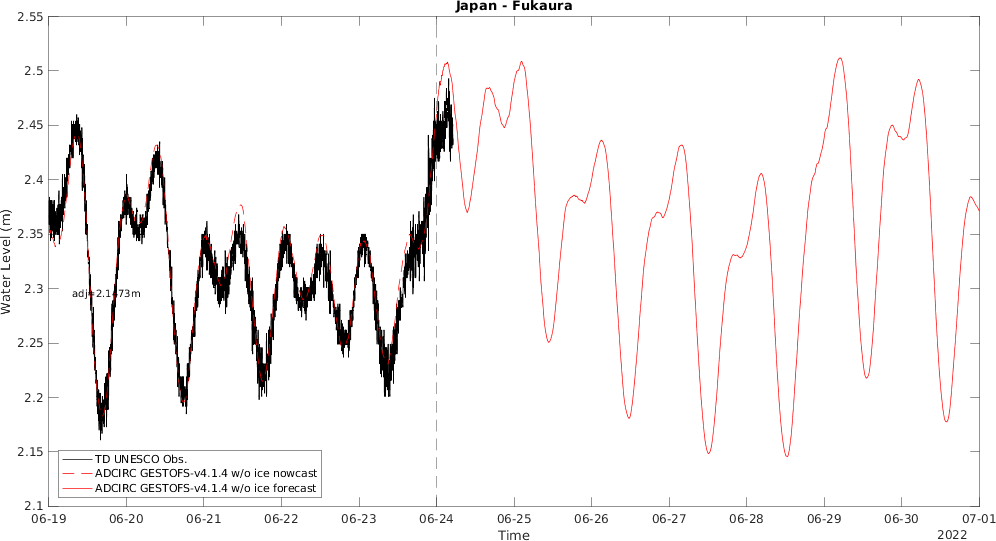 Japan - Fukaura
2.55
2.5
2.45
2.4
2.35
2.3
2.25
2.2
2.15
2.1
Water Level (m)
adj=2.1473m
TD UNESCO Obs.
ADCIRC GESTOFS-v4.1.4 w/o ice nowcast
ADCIRC GESTOFS-v4.1.4 w/o ice forecast
06-19 06-20 06-21 06-22 06-23 06-24 06-25 06-26 06-27 06-28 06-29 06-30 07-01
Time
2022